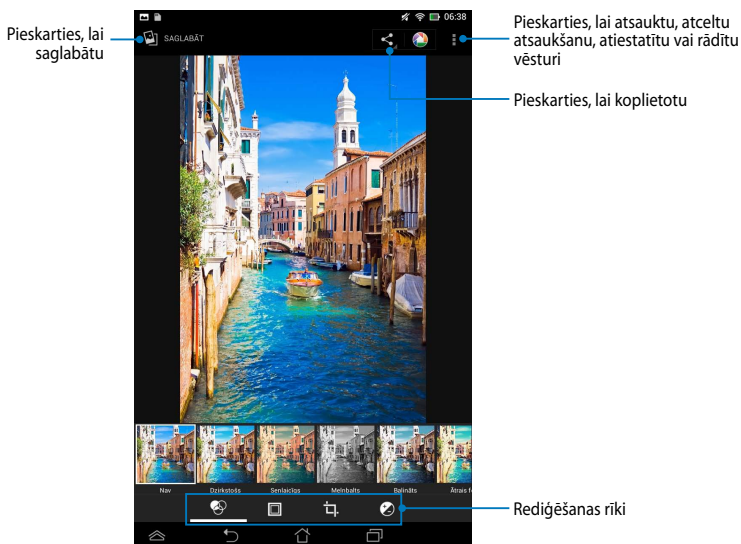 06:38
Pieskarties, lai
saglabātu
SAGLABĀT
Pieskarties, lai atsauktu, atceltu
atsaukšanu, atiestatītu vai rādītu
vēsturi
Pieskarties, lai koplietotu
Nav
Dzirkstošs
Senlaicīgs
Melnbalts
Balināts
Ātrais f
Rediģēšanas rīki